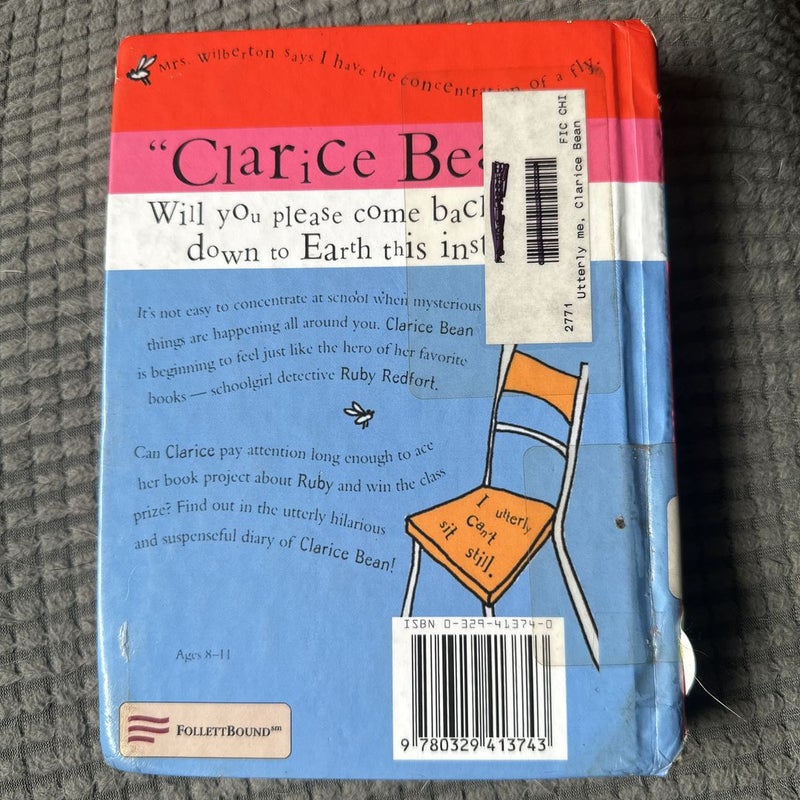 Mrs. Wilberton says I have the concentration of a fly.
"Clarice Bea
Will you please come bac
down to Earth this inst
FIC CHI
Utterly me, Clarice Bean
2771
It's not easy to concentrate at school when mysterious
things are happening all around you. Clarice Bean
is beginning to feel just like the hero of her favorite
books — schoolgirl detective Ruby Redfort.
Can Clarice pay attention long enough to ace
her book project about Ruby and win the class
prize? Find out in the utterly hilarious
and suspenseful diary of Clarice Bean!
I utterly
can't
sit still.
ISBN 0-329-41374-0
9 780329 413743
Ages 8–11
FOLLETTBOUND℠